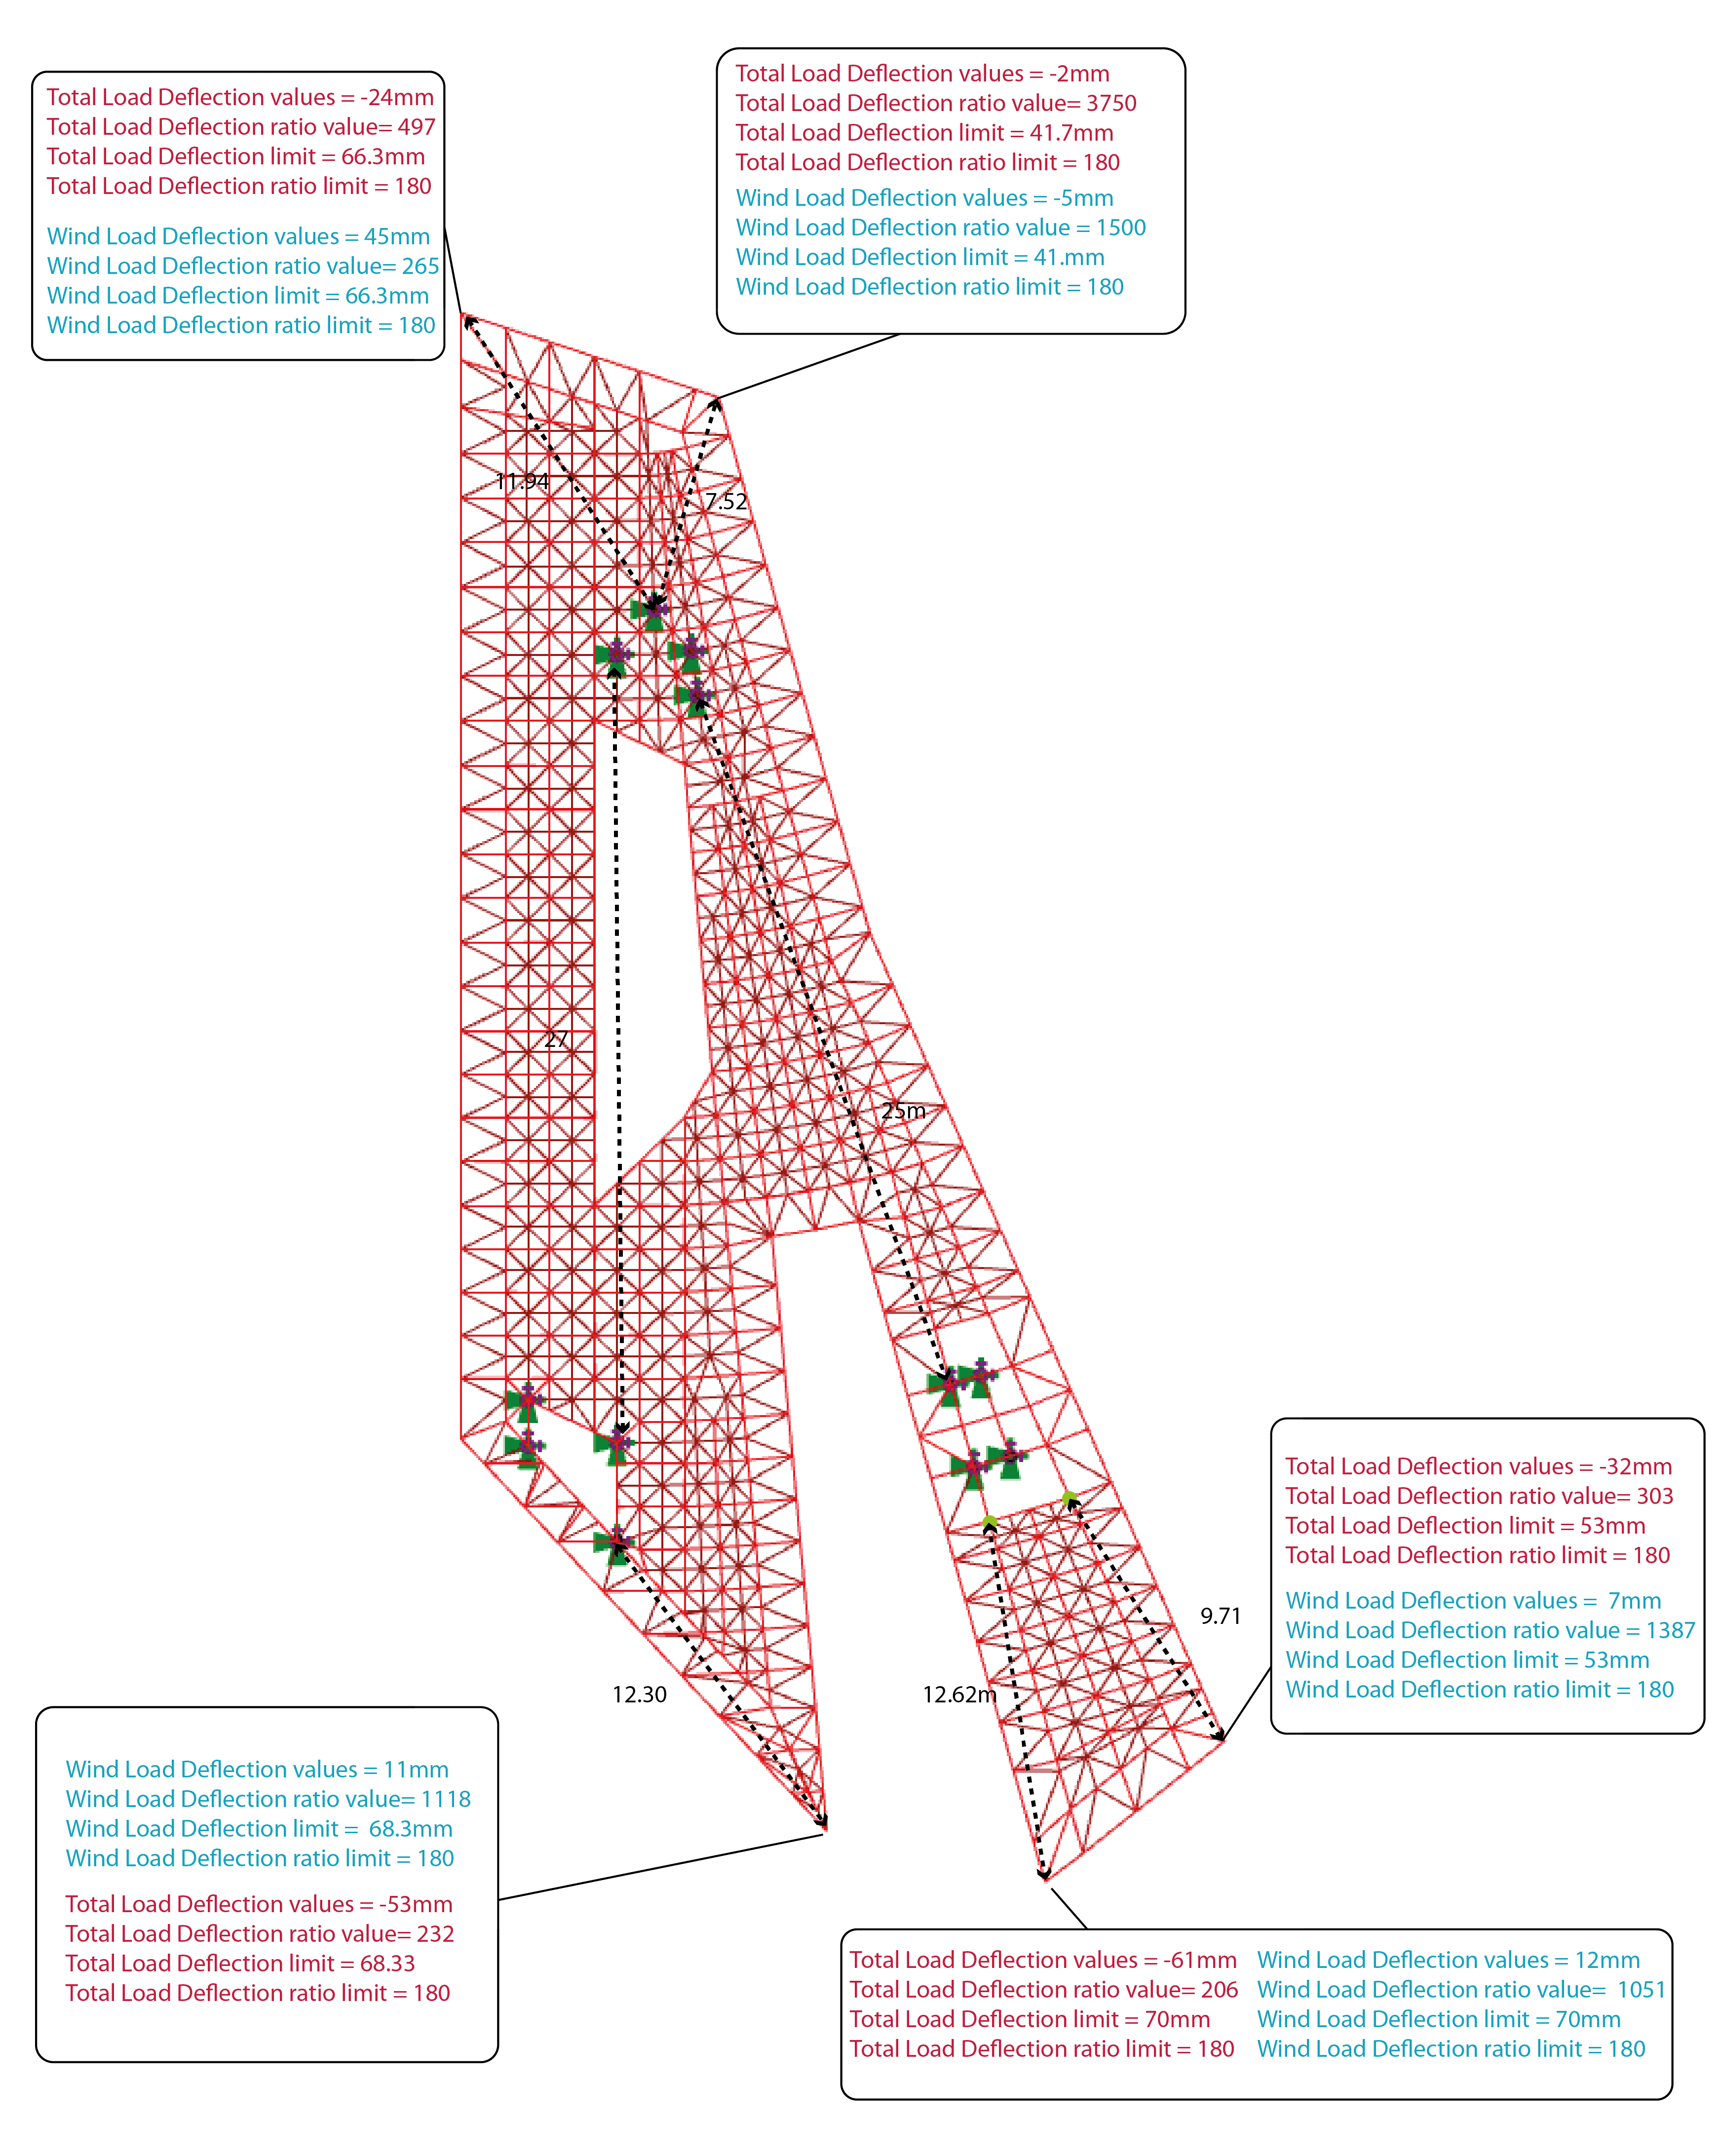 Total Load Deflection values = -24mm
Total Load Deflection ratio value= 497
Total Load Deflection limit = 66.3mm
Total Load Deflection ratio limit = 180
Wind Load Deflection values = 45mm
Wind Load Deflection ratio value= 265
Wind Load Deflection limit = 66.3mm
Wind Load Deflection ratio limit = 180
Total Load Deflection values = -2mm
Total Load Deflection ratio value= 3750
Total Load Deflection limit = 41.7mm
Total Load Deflection ratio limit = 180
Wind Load Deflection values = -5mm
Wind Load Deflection ratio value = 1500
Wind Load Deflection limit = 41.mm
Wind Load Deflection ratio limit = 180
11.94
7.52
27
25m
Total Load Deflection values = -32mm
Total Load Deflection ratio value= 303
Total Load Deflection limit = 53mm
Total Load Deflection ratio limit = 180
Wind Load Deflection values =  7mm
Wind Load Deflection ratio value = 1387
Wind Load Deflection limit = 53mm
Wind Load Deflection ratio limit = 180
9.71
12.30
12.62m
Wind Load Deflection values = 11mm
Wind Load Deflection ratio value= 1118
Wind Load Deflection limit =  68.3mm
Wind Load Deflection ratio limit = 180
Total Load Deflection values = -53mm
Total Load Deflection ratio value= 232
Total Load Deflection limit = 68.33
Total Load Deflection ratio limit = 180
Total Load Deflection values = -61mm
Total Load Deflection ratio value= 206
Total Load Deflection limit = 70mm
Total Load Deflection ratio limit = 180
Wind Load Deflection values = 12mm
Wind Load Deflection ratio value=  1051
Wind Load Deflection limit = 70mm
Wind Load Deflection ratio limit = 180